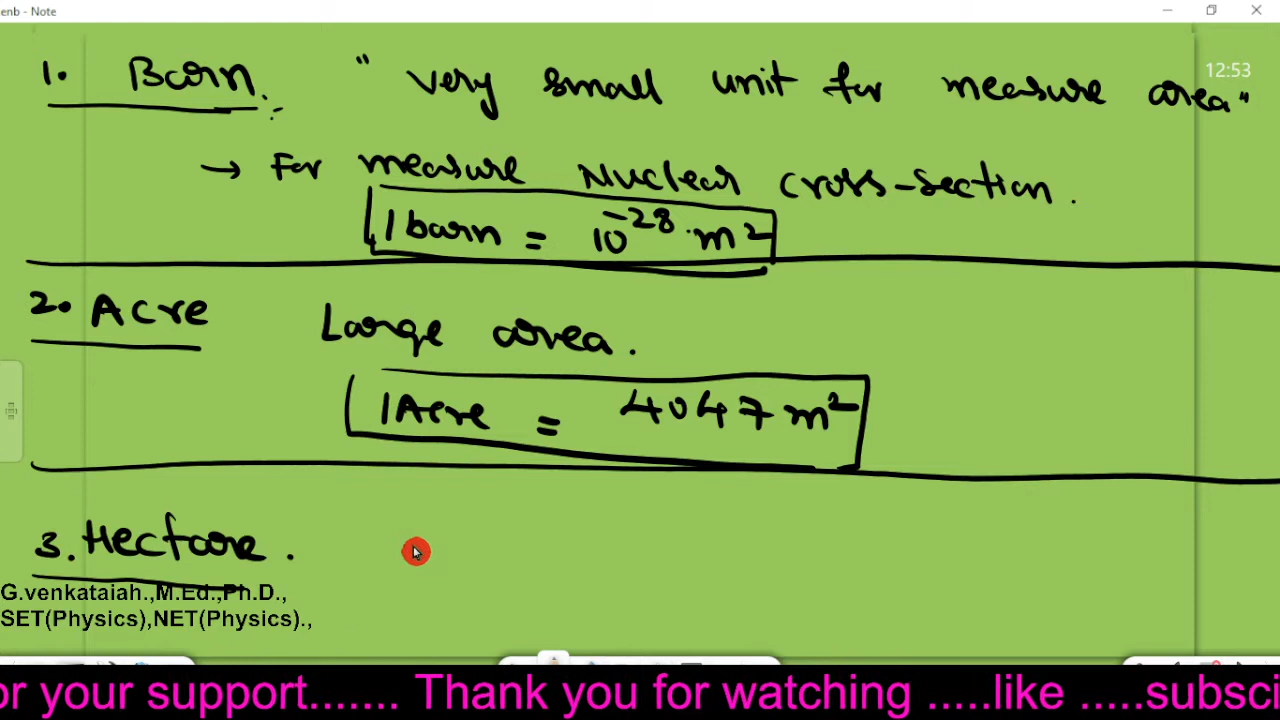 enb - Note
12:53
1. Barn. "very small unit for measure area"
→ For measure Nuclear cross-section.
1 barn = 10⁻²⁸ · m²
2. Acre Large area.
1 Acre = 4047 m²
3. Hectare.
G.venkataiah.,M.Ed.,Ph.D.,
SET(Physics),NET(Physics).,
or your support....... Thank you for watching .....like .....subsci